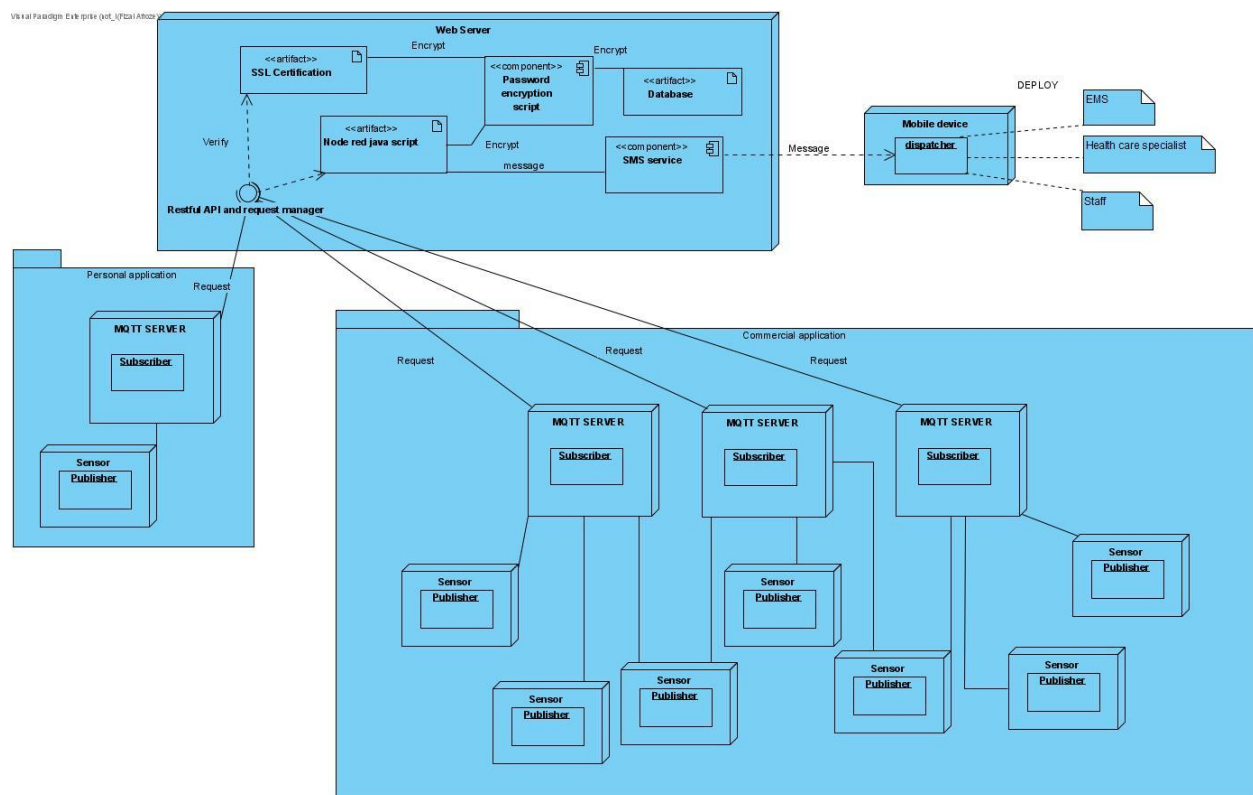 Visual Paradigm Enterprise
Web Server
Encrypt
Encrypt
<<artifact>>
SSL Certification
<<component>>
Password
encryption
script
<<artifact>>
Database
DEPLOY
EMS
Mobile device
dispatcher
Health care specialist
Staff
Verify
<<artifact>>
Node red java script
Encrypt
message
<<component>>
SMS service
Message
Restful API and request manager
Personal application
Request
MQTT SERVER
Subscriber
Sensor
Publisher
Commercial application
Request
Request
Request
MQTT SERVER
Subscriber
MQTT SERVER
Subscriber
MQTT SERVER
Subscriber
Sensor
Publisher
Sensor
Publisher
Sensor
Publisher
Sensor
Publisher
Sensor
Publisher
Sensor
Publisher
Sensor
Publisher